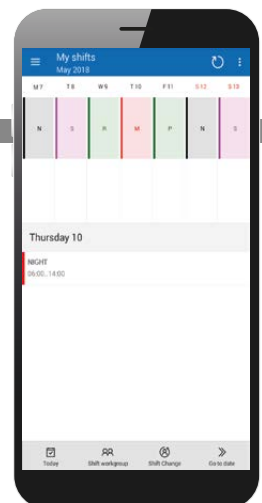 My shifts
May 2018
M 7 T 8 W 9 T 10 F 11 S 12 S 13
N S R M P N S
Thursday 10
NIGHT
06:00..14:00
Today Shift workgroup Shift Change Go to date